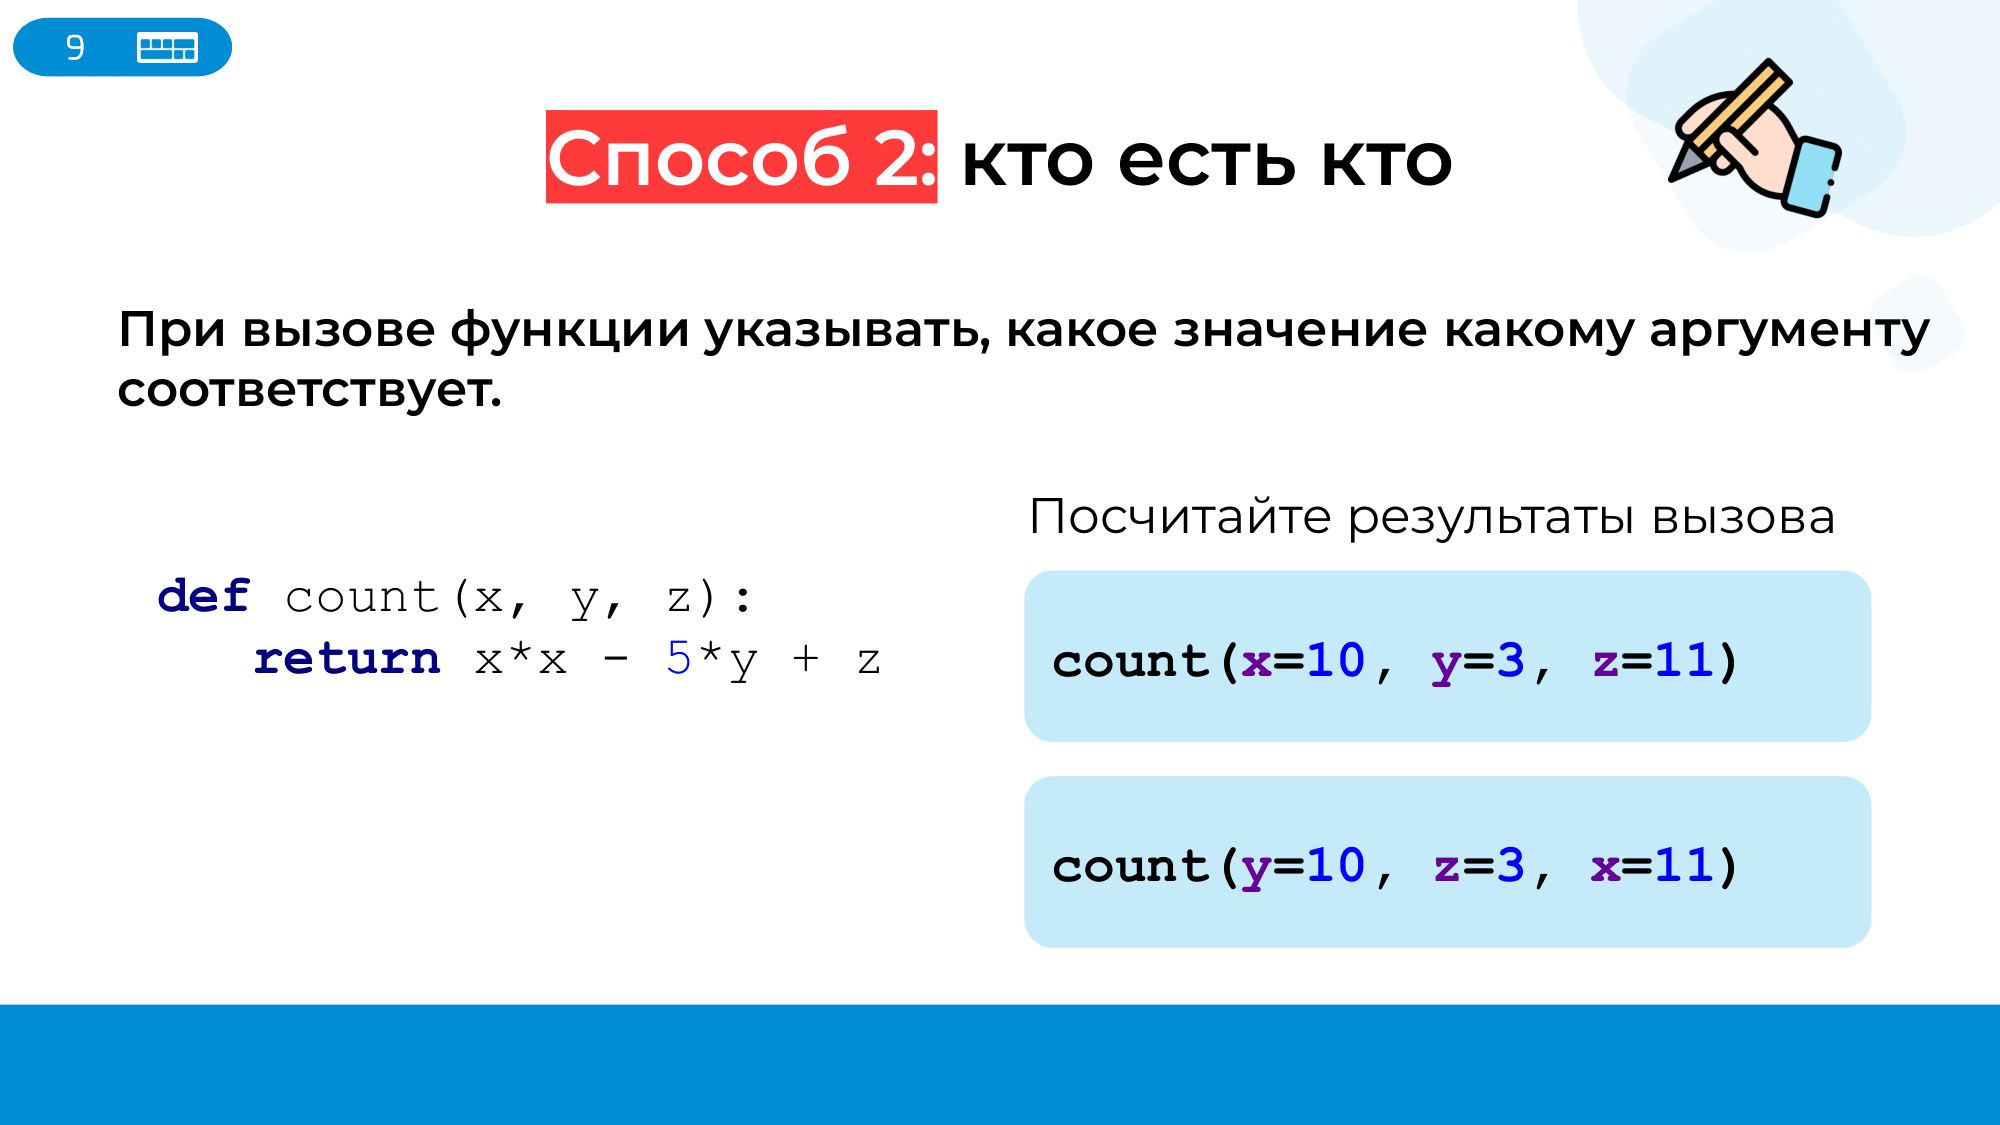 9
Способ 2: кто есть кто
При вызове функции указывать, какое значение какому аргументу
соответствует.
Посчитайте результаты вызова
def count(x, y, z):
    return x*x - 5*y + z
count(x=10, y=3, z=11)
count(y=10, z=3, x=11)